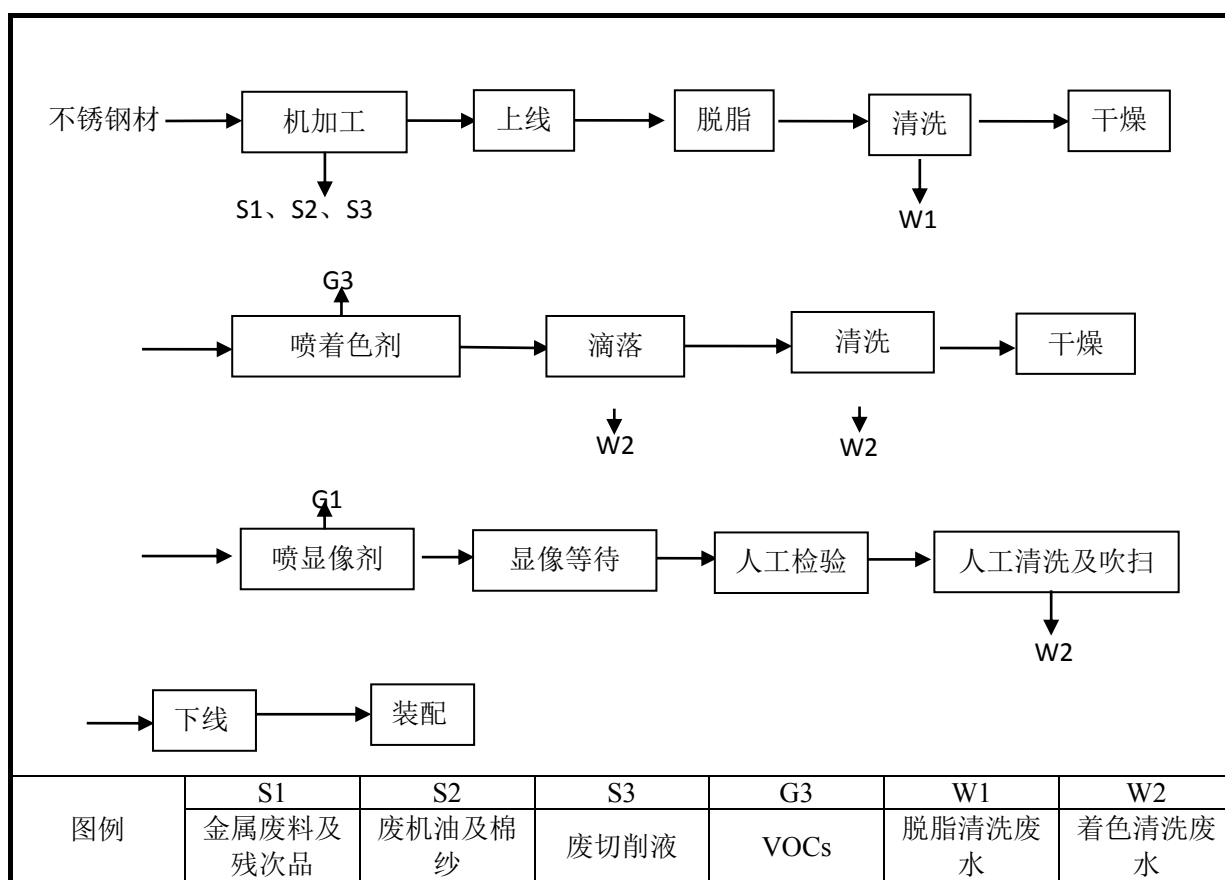 不锈钢材 机加工 上线 脱脂 清洗 干燥
S1、S2、S3
W1
G3
喷着色剂 滴落 清洗 干燥
W2 W2
G1
喷显像剂 显像等待 人工检验 人工清洗及吹扫
W2
下线 装配
图例 S1 S2 S3 G3 W1 W2
金属废料及残次品 废机油及棉纱 废切削液 VOCs 脱脂清洗废水 着色清洗废水